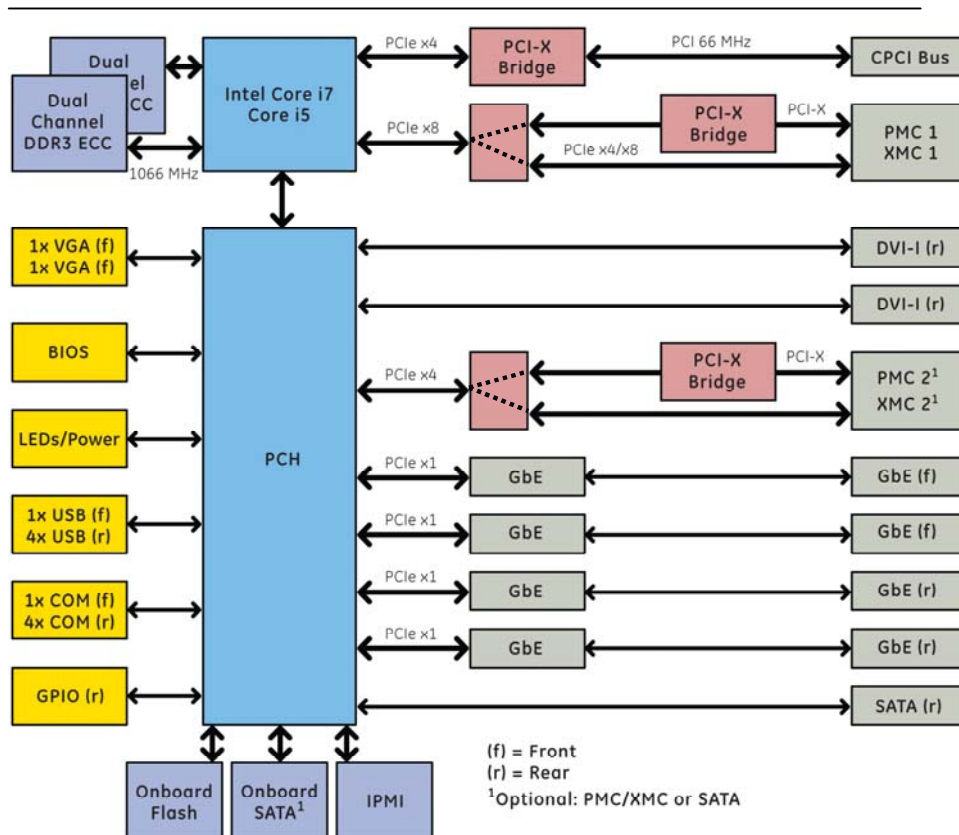 Dual
el
CC
Dual
Channel
DDR3 ECC
1066 MHz
Intel Core i7
Core i5
PCIe x4
PCI-X
Bridge
PCI 66 MHz
CPCI Bus
PCIe x8
PCI-X
Bridge
PCI-X
PCIe x4/x8
PMC 1
XMC 1
1x VGA (f)
1x VGA (f)
BIOS
LEDs/Power
1x USB (f)
4x USB (r)
1x COM (f)
4x COM (r)
GPIO (r)
PCH
DVI-I (r)
DVI-I (r)
PCIe x4
PCI-X
Bridge
PCI-X
PMC 2¹
XMC 2¹
PCIe x1
GbE
GbE (f)
PCIe x1
GbE
GbE (f)
PCIe x1
GbE
GbE (r)
PCIe x1
GbE
GbE (r)
SATA (r)
Onboard
Flash
Onboard
SATA¹
IPMI
(f) = Front
(r) = Rear
¹Optional: PMC/XMC or SATA